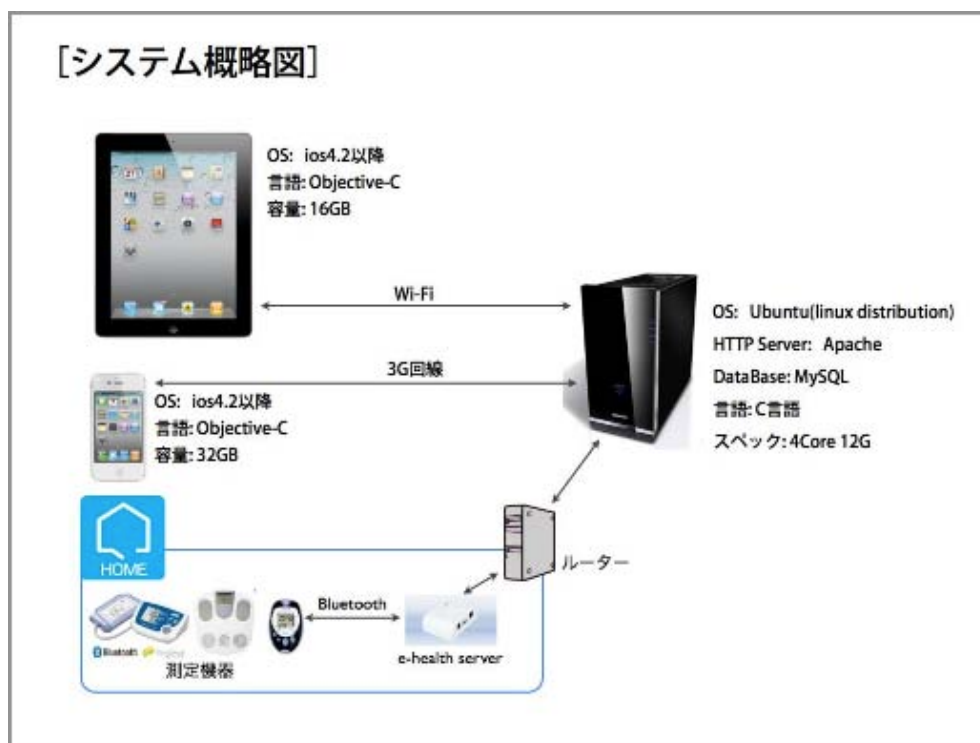 [システム概略図]
OS: ios4.2以降
言語: Objective-C
容量: 16GB
Wi-Fi
OS: Ubuntu(linux distribution)
HTTP Server: Apache
DataBase: MySQL
言語: C言語
スペック: 4Core 12G
3G回線
OS: ios4.2以降
言語: Objective-C
容量: 32GB
HOME
ルーター
Bluetooth
e-health server
Bluetooth
測定機器